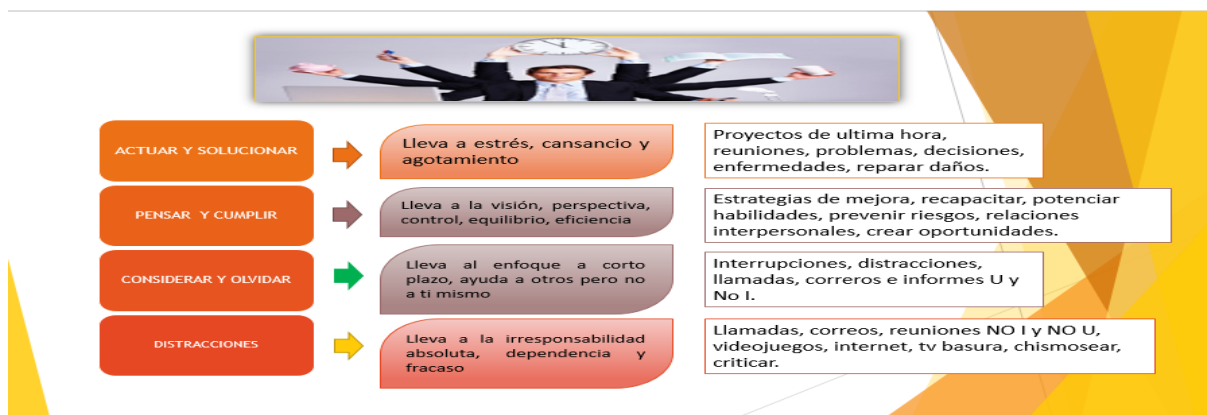 ACTUAR Y SOLUCIONAR
Lleva a estrés, cansancio y
agotamiento
Proyectos de ultima hora,
reuniones, problemas, decisiones,
enfermedades, reparar daños.
PENSAR Y CUMPLIR
Lleva a la visión, perspectiva,
control, equilibrio, eficiencia
Estrategias de mejora, recapacitar, potenciar
habilidades, prevenir riesgos, relaciones
interpersonales, crear oportunidades.
CONSIDERAR Y OLVIDAR
Lleva al enfoque a corto
plazo, ayuda a otros pero no
a ti mismo
Interrupciones, distracciones,
llamadas, correros e informes U y
No I.
DISTRACCIONES
Lleva a la irresponsabilidad
absoluta, dependencia y
fracaso
Llamadas, correos, reuniones NO I y NO U,
videojuegos, internet, tv basura, chismosear,
criticar.